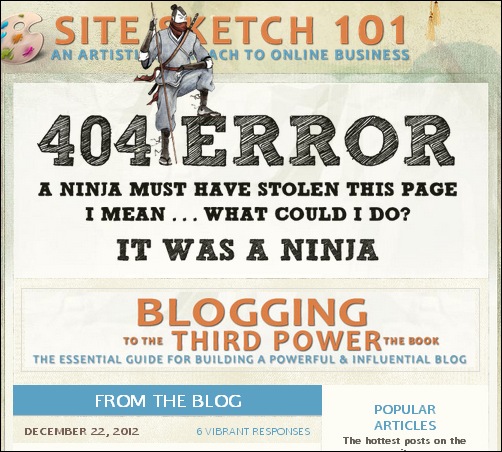 SITE SKETCH 101
AN ARTISTI ACH TO ONLINE BUSINESS
404 ERROR
A NINJA MUST HAVE STOLEN THIS PAGE
I MEAN . . . WHAT COULD I DO?
IT WAS A NINJA
BLOGGING
TO THE THIRD POWER THE BOOK
THE ESSENTIAL GUIDE FOR BUILDING A POWERFUL & INFLUENTIAL BLOG
FROM THE BLOG
DECEMBER 22, 2012
6 VIBRANT RESPONSES
POPULAR
ARTICLES
The hottest posts on the